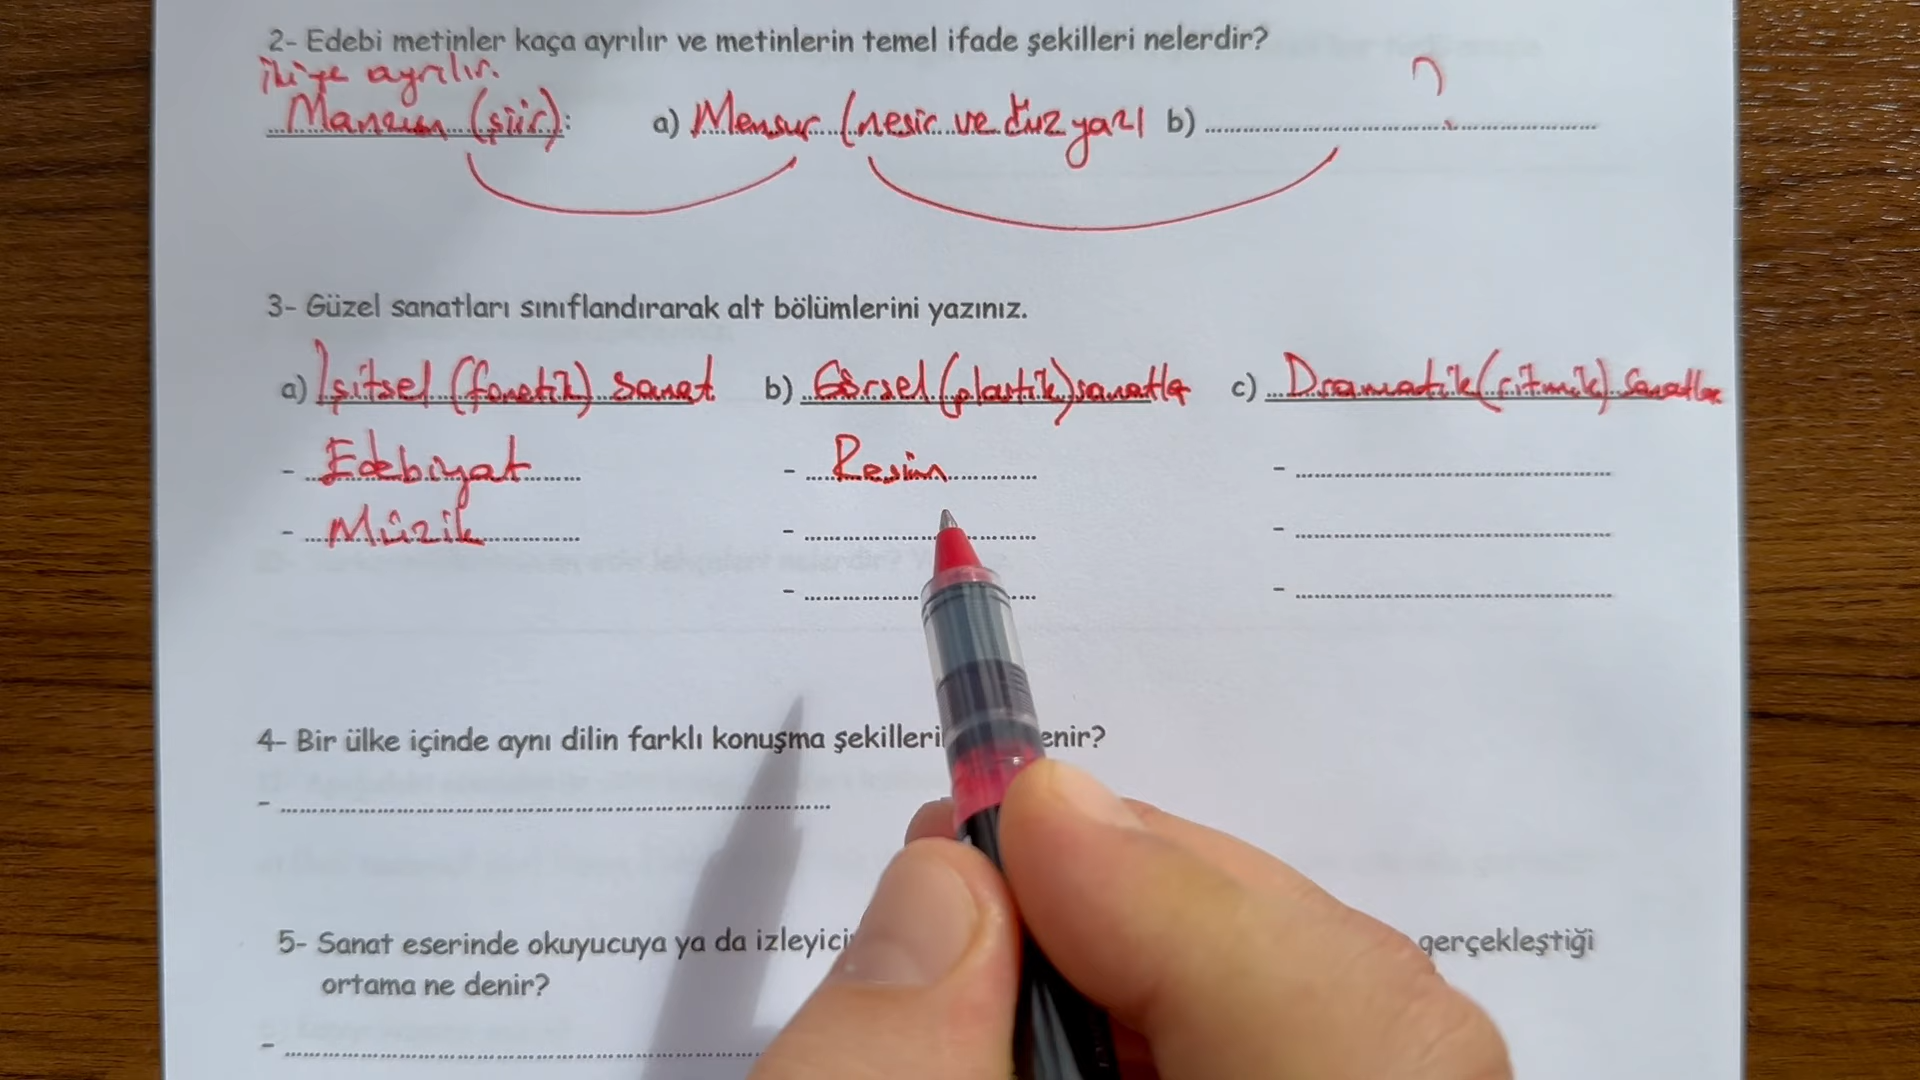 2- Edebi metinler kaça ayrılır ve metinlerin temel ifade şekilleri nelerdir?
İkiye ayrılır.
Manzum (şiir): a) Mensur (nesir ve düz yazı b)
?
3- Güzel sanatları sınıflandırarak alt bölümlerini yazınız.
a) İşitsel (fonetik) sanat b) Görsel (plastik) sanatlar c) Dramatik (ritmik) sanatlar
- Edebiyat - Resim -
- Müzik - -
- -
4- Bir ülke içinde aynı dilin farklı konuşma şekilleri enir?
-
5- Sanat eserinde okuyucuya ya da izleyici gerçekleştiği
ortama ne denir?
-